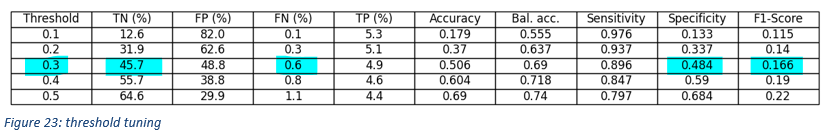 Threshold TN (%) FP (%) FN (%) TP (%) Accuracy Bal. acc. Sensitivity Specificity F1-Score
0.1 12.6 82.0 0.1 5.3 0.179 0.555 0.976 0.133 0.115
0.2 31.9 62.6 0.3 5.1 0.37 0.637 0.937 0.337 0.14
0.3 45.7 48.8 0.6 4.9 0.506 0.69 0.896 0.484 0.166
0.4 55.7 38.8 0.8 4.6 0.604 0.718 0.847 0.59 0.19
0.5 64.6 29.9 1.1 4.4 0.69 0.74 0.797 0.684 0.22
Figure 23: threshold tuning